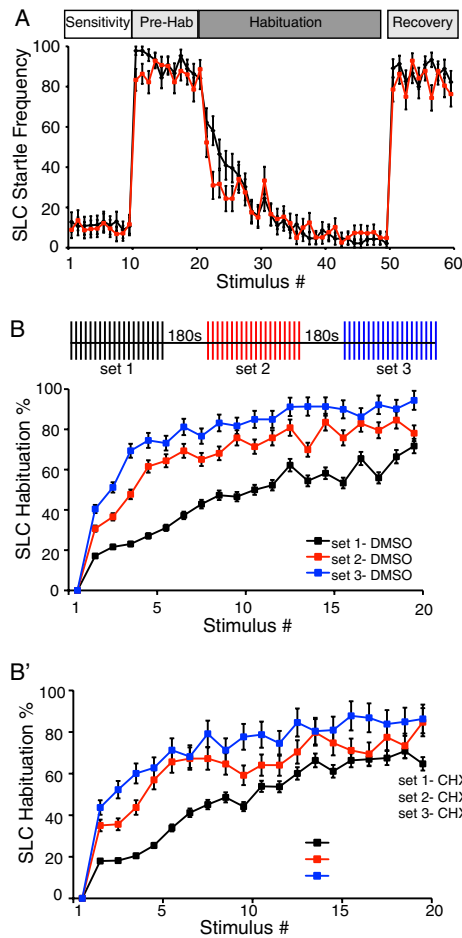 A
Sensitivity Pre-Hab Habituation Recovery
SLC Startle Frequency
100
80
60
40
20
0
1 10 20 30 40 50 60
Stimulus #
B
180s 180s
set 1 set 2 set 3
SLC Habituation %
100
80
60
40
20
0
set 1- DMSO
set 2- DMSO
set 3- DMSO
1 5 10 15 20
Stimulus #
B'
SLC Habituation %
100
80
60
40
20
0
set 1- CHX
set 2- CHX
set 3- CHX
1 5 10 15 20
Stimulus #